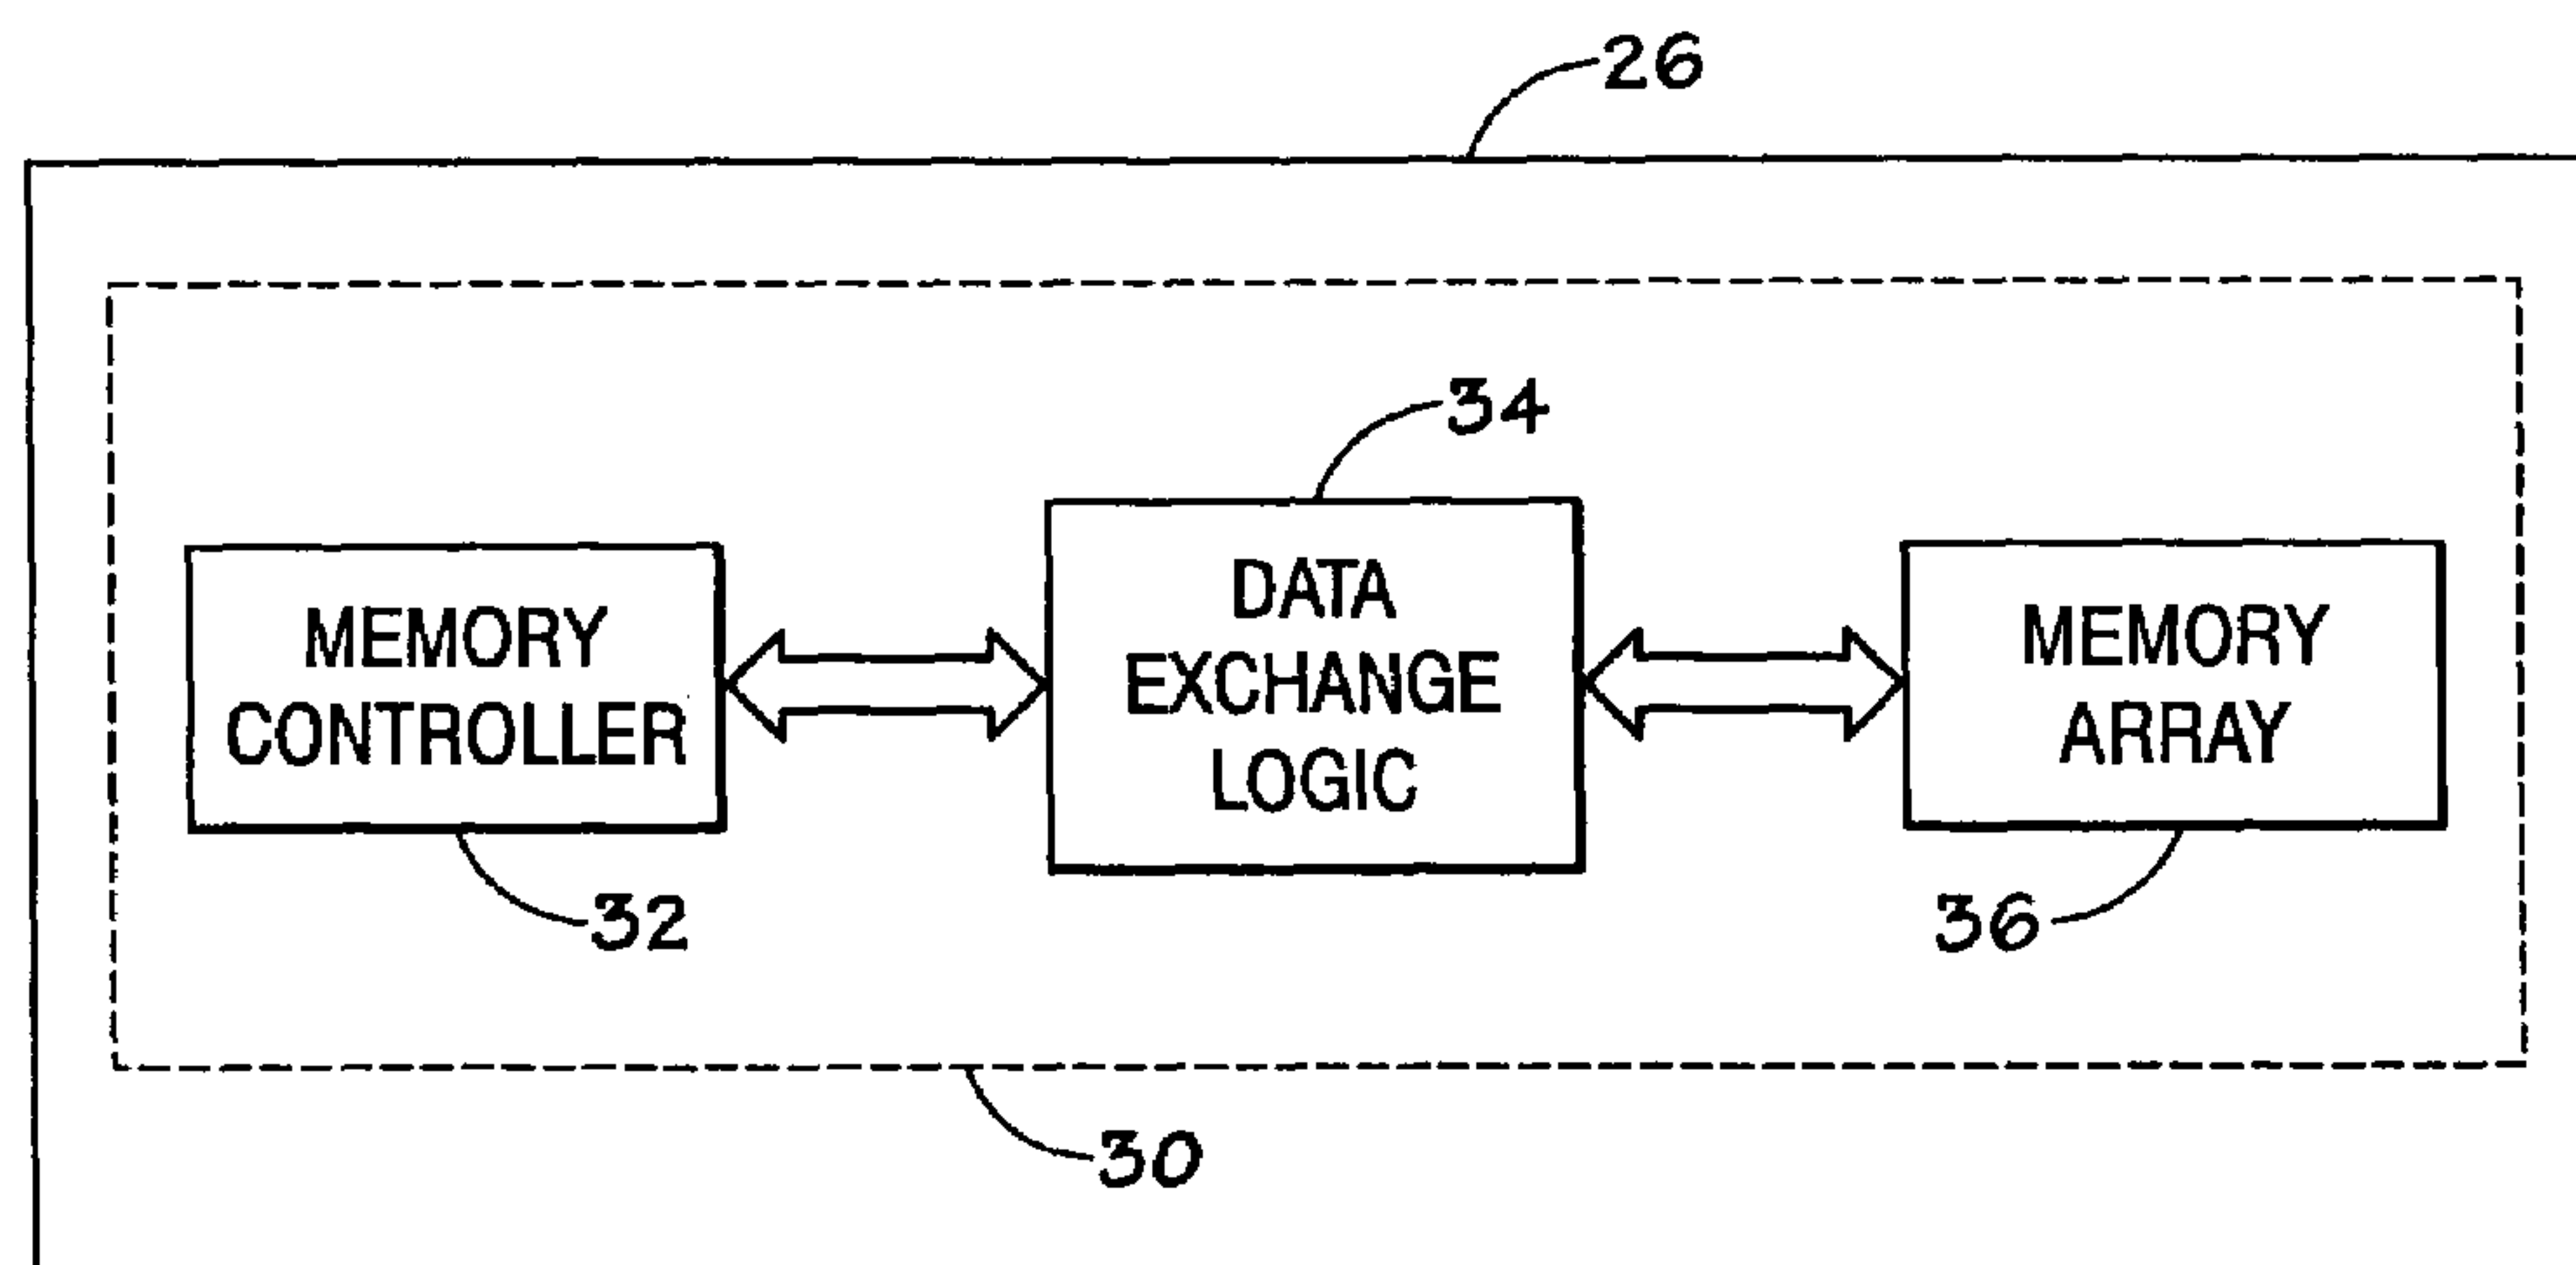 26
34
MEMORY
CONTROLLER
DATA
EXCHANGE
LOGIC
MEMORY
ARRAY
32
36
30